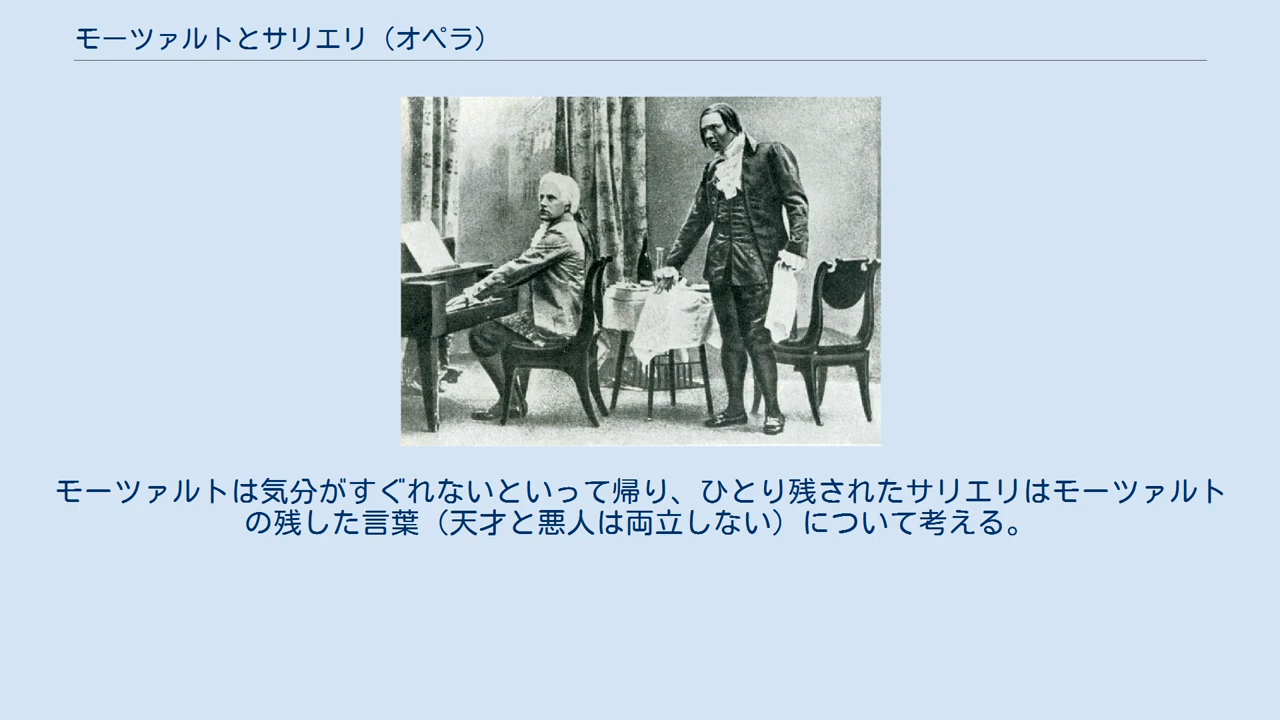 モーツァルトとサリエリ（オペラ）
モーツァルトは気分がすぐれないといって帰り、ひとり残されたサリエリはモーツァルト
の残した言葉（天才と悪人は両立しない）について考える。